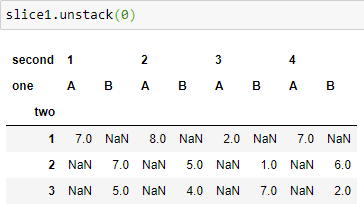 slice1.unstack(0)
second 1 2 3 4
one A B A B A B A B
two
1 7.0 NaN 8.0 NaN 2.0 NaN 7.0 NaN
2 NaN 7.0 NaN 5.0 NaN 1.0 NaN 6.0
3 NaN 5.0 NaN 4.0 NaN 7.0 NaN 2.0